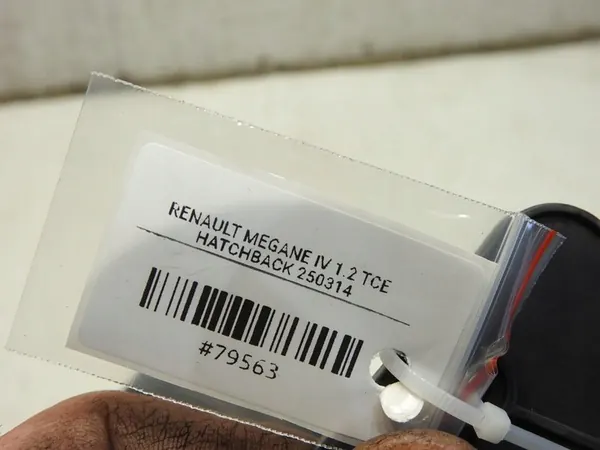 RENAULT MEGANE IV 1.2 TCE
HATCHBACK 250314
#79563